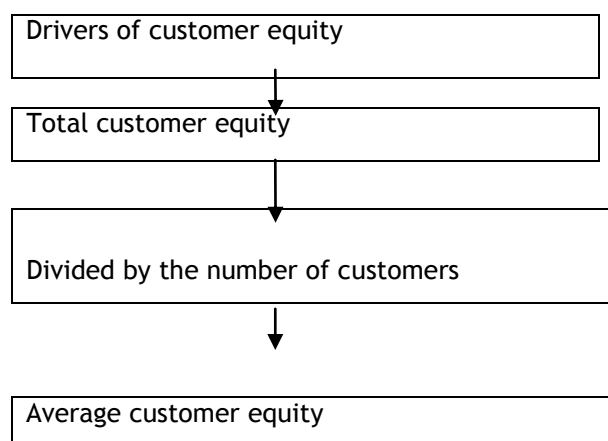 Drivers of customer equity
Total customer equity
Divided by the number of customers
Average customer equity